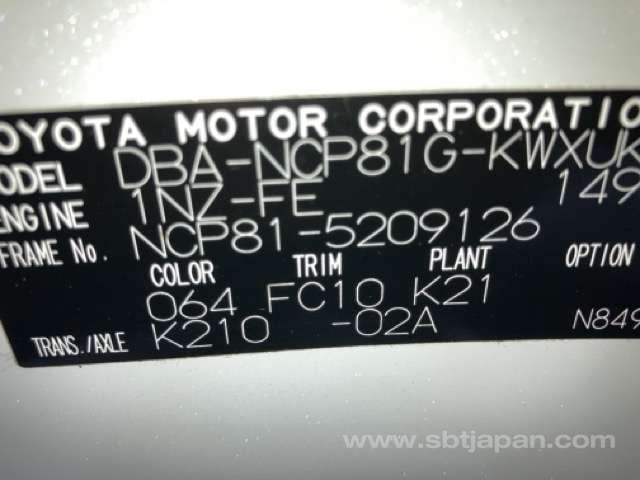 OYOTA MOTOR CORPORATIO
ODEL DBA-NCP81G-KWXUK
ENGINE 1NZ-FE 149
FRAME No. NCP81-5209126
COLOR TRIM PLANT OPTION
064 FC10 K21
TRANS./AXLE K210 -02A N849
www.sbtjapan.com